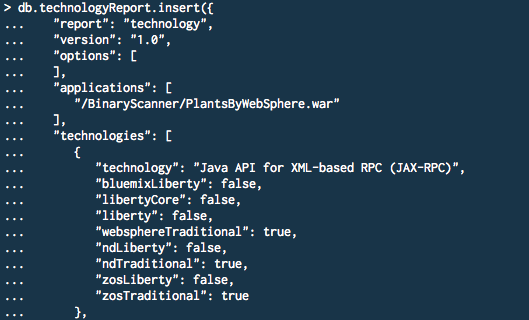 > db.technologyReport.insert({
...     "report": "technology",
...     "version": "1.0",
...     "options": [
...     ],
...     "applications": [
...        "/BinaryScanner/PlantsByWebSphere.war"
...     ],
...     "technologies": [
...        {
...           "technology": "Java API for XML-based RPC (JAX-RPC)",
...           "bluemixLiberty": false,
...           "libertyCore": false,
...           "liberty": false,
...           "websphereTraditional": true,
...           "ndLiberty": false,
...           "ndTraditional": true,
...           "zosLiberty": false,
...           "zosTraditional": true
...        },